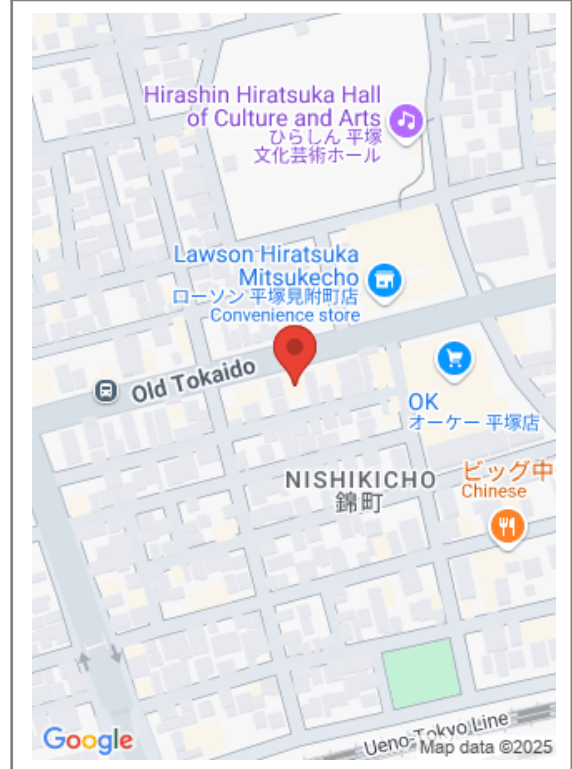 Hirashin Hiratsuka Hall
of Culture and Arts
ひらしん 平塚
文化芸術ホール
Lawson Hiratsuka
Mitsukecho
ローソン 平塚見附町店
Convenience store
Old Tokaido
OK
オーケー 平塚店
NISHIKICHO
錦町
ビッグ中
Chinese
Ueno-Tokyo Line
Google
Map data ©2025